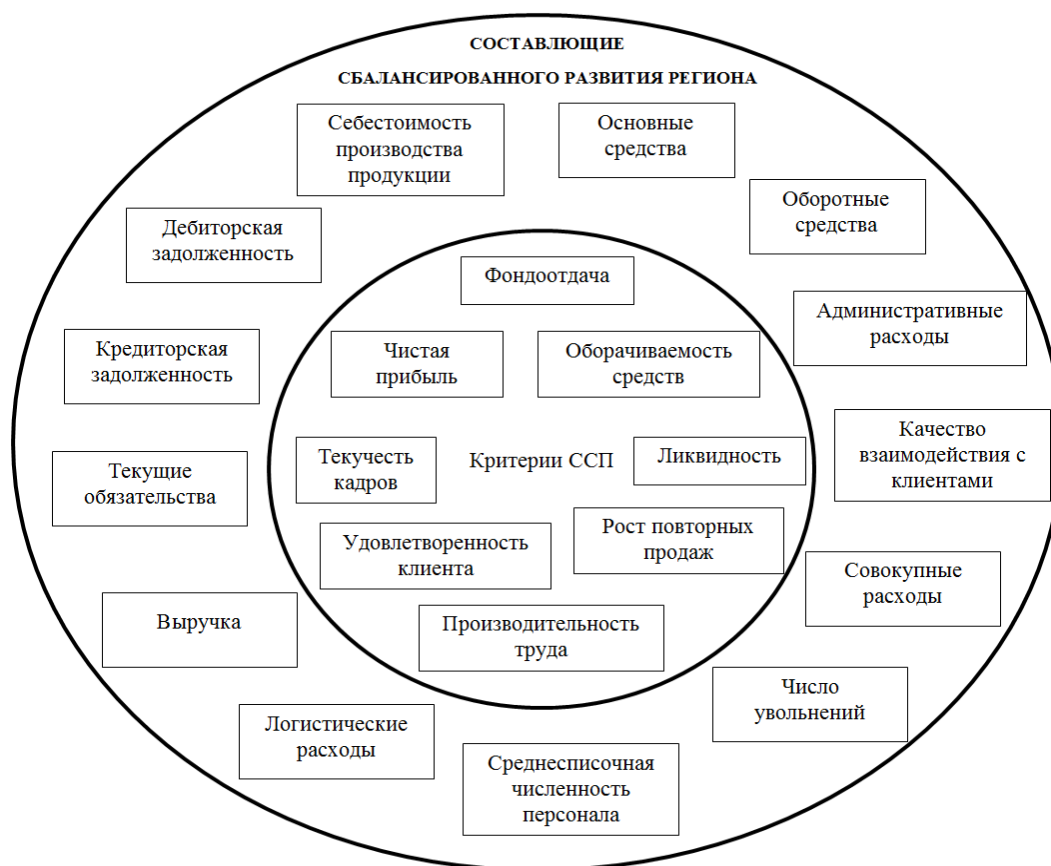 СОСТАВЛЮЩИЕ
СБАЛАНСИРОВАННОГО РАЗВИТИЯ РЕГИОНА
Себестоимость
производства
продукции
Основные
средства
Оборотные
средства
Дебиторская
задолженность
Фондоотдача
Административные
расходы
Кредиторская
задолженность
Чистая
прибыль
Оборачиваемость
средств
Качество
взаимодействия с
клиентами
Текущие
обязательства
Текучесть
кадров
Критерии ССП
Ликвидность
Удовлетворенность
клиента
Рост повторных
продаж
Совокупные
расходы
Выручка
Производительность
труда
Число
увольнений
Логистические
расходы
Среднесписочная
численность
персонала